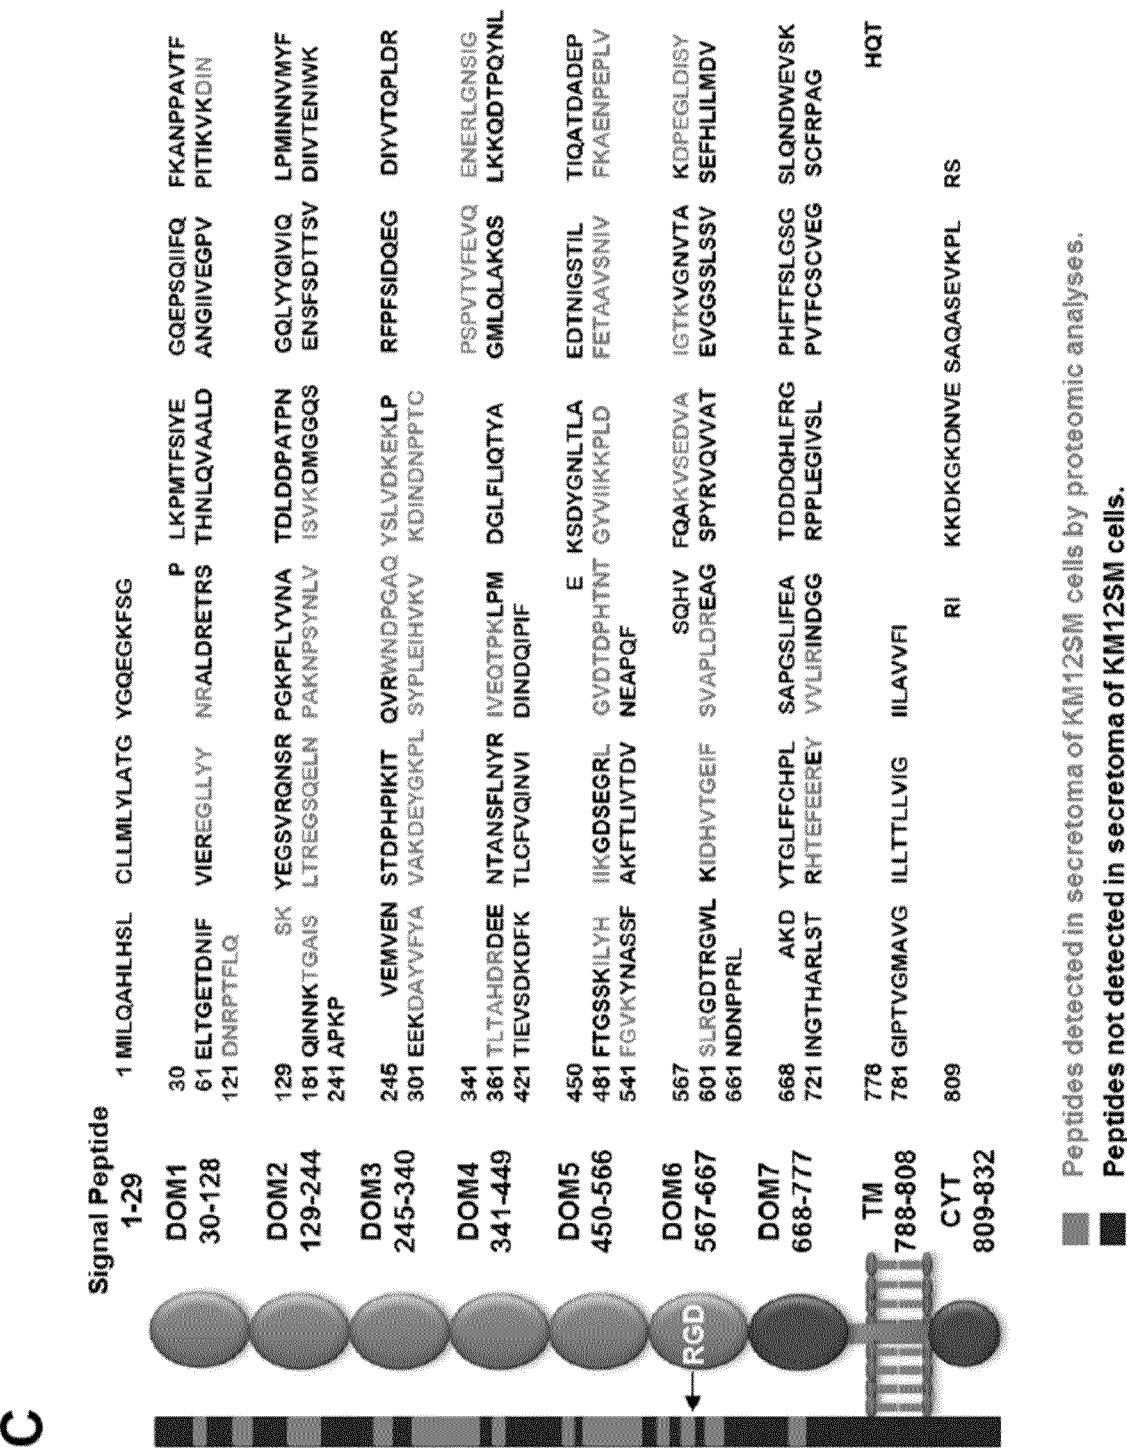 C
Signal Peptide
1-29
1 MILQAHLHSL CLLMLYLATG YGQEGKFSG
DOM1
30-128
30 P LKPMTFSIYE GQEPSQIIFQ FKANPPAVTF
61 ELTGETDNIF VIEREGLLYY NRALDRETRS THNLQVAALD ANGIIVEGPV PITIKVKDIN
121 DNRPTFLQ
DOM2
129-244
129 SK YEGSVRQNSR PGKPFLYVNA TDLDDPATPN GQLYYQIVIQ LPMINNVMYF
181 QINNKTGAIS LTREGSQELN PAKNPSYNLV ISVKDMGGQS ENSFSDTTSV DIIVTENIWK
241 APKP
DOM3
245-340
245 VEMVEN STDPHPIKIT QVRWNDPGAQ YSLVDKEKLP RFPFSIDQEG DIYVTQPLDR
301 EEKDAYVFYA VAKDEYGKPL SYPLEIHVKV KDINDNPPTC
DOM4
341-449
341 PSPVTVFEVQ ENERLGNSIG
361 TLTAHDRDEE NTANSFLNYR IVEQTPKLPM DGLFLIQTYA GMLQLAKQS LKKQDTPQYNL
421 TIEVSDKDFK TLCFVQINVI DINDQIPIF
DOM5
450-566
450 E KSDYGNLTLA EDTNIGSTIL TIQATDADEP
481 FTGSSKILYH IIKGDSEGRL GVDTDPHTNT GYVIIKKPLD FETAAVSNIV FKAENPEPLV
541 FGVKYNASSF AKFTLIVTDV NEAPQF
DOM6
567-667
567 SQHV FQAKVSEDVA IGTKVGNVTA KDPEGLDISY
601 SLRGDTRGWL KIDHVTGEIF SVAPLDREAG SPYRVQVVAT EVGGSSLSSV SEFHLILMDV
661 NDNPPRL
DOM7
668-777
668 AKD YTGLFFCHPL SAPGSLIFEA TDDDQHLFRG PHFTFSLGSG SLQNDWEVSK
721 INGTHARLST RHTEFEEREY VVLIRINDGG RPPLEGIVSL PVTFCSCVEG SCFRPAG
TM
788-808
778 HQT
781 GIPTVGMAVG ILLTTLLVIG IILAVVFI
CYT
809-832
809 RI KKDKGKDNVE SAQASEVKPL RS
RGD
Peptides detected in secretoma of KM12SM cells by proteomic analyses.
Peptides not detected in secretoma of KM12SM cells.